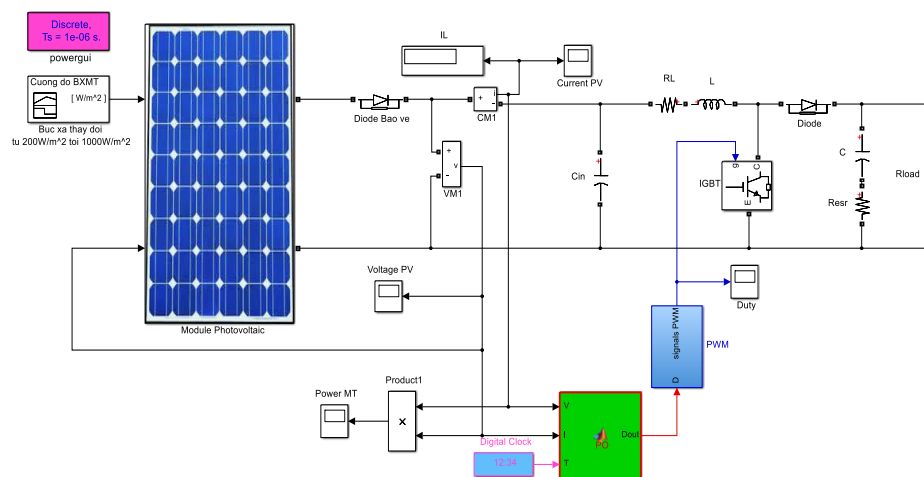 Discrete,
Ts = 1e-06 s.
powergui
Cuong do BXMT
[ W/m^2 ]
Buc xa thay doi
tu 200W/m^2 toi 1000W/m^2
Module Photovoltaic
Diode Bao ve
IL
Current PV
+
-
i
CM1
+
-
v
VM1
Cin
+
RL
+
L
+
g
C
E
IGBT
Diode
C
+
Resr
+
Rload
Voltage PV
Duty
signals PWM
D
PWM
Product1
×
Power MT
Digital Clock
12:34
V
I
T
PO
Dout